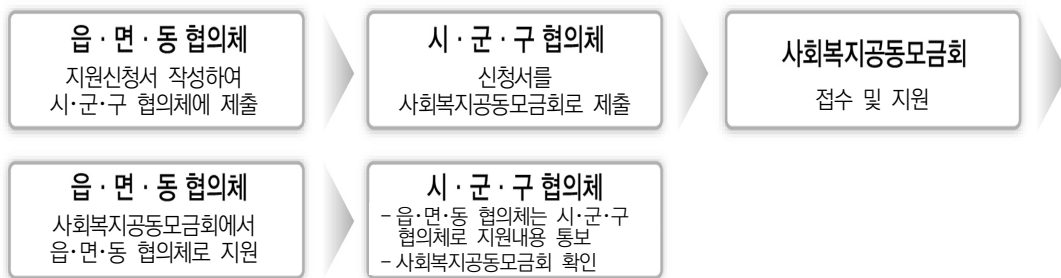 읍·면·동 협의체
지원신청서 작성하여
시·군·구 협의체에 제출
시·군·구 협의체
신청서를
사회복지공동모금회로 제출
사회복지공동모금회
접수 및 지원
읍·면·동 협의체
사회복지공동모금회에서
읍·면·동 협의체로 지원
시·군·구 협의체
- 읍·면·동 협의체는 시·군·구
협의체로 지원내용 통보
- 사회복지공동모금회 확인